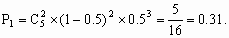 P₁ = C₅² × (1−0.5)² × 0.5³ = 5/16 = 0.31.